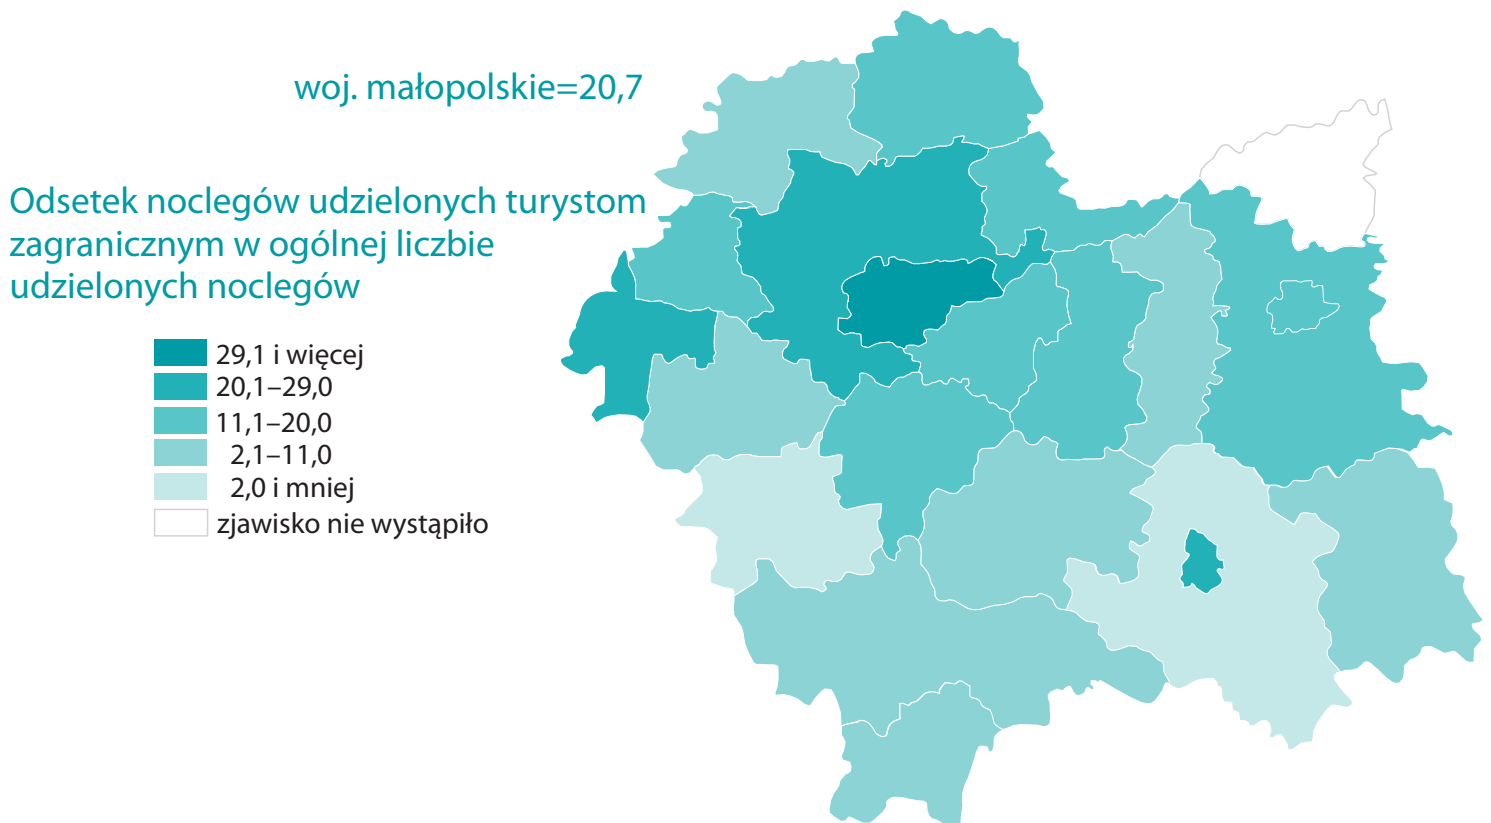 woj. małopolskie=20,7
Odsetek noclegów udzielonych turystom
zagranicznym w ogólnej liczbie
udzielonych noclegów
29,1 i więcej
20,1–29,0
11,1–20,0
2,1–11,0
2,0 i mniej
zjawisko nie wystąpiło